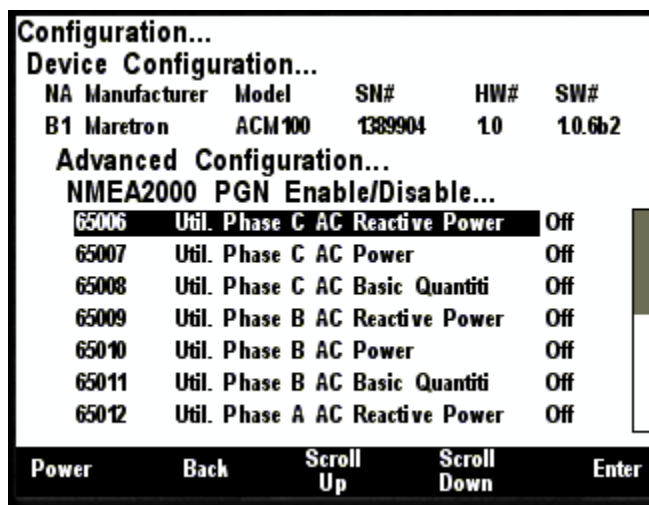 Configuration...
Device Configuration...
NA Manufacturer Model SN# HW# SW#
B1 Maretron ACM100 1389904 1.0 1.0.6b2
Advanced Configuration...
NMEA2000 PGN Enable/Disable...
65006 Util. Phase C AC Reactive Power Off
65007 Util. Phase C AC Power Off
65008 Util. Phase C AC Basic Quantiti Off
65009 Util. Phase B AC Reactive Power Off
65010 Util. Phase B AC Power Off
65011 Util. Phase B AC Basic Quantiti Off
65012 Util. Phase A AC Reactive Power Off
Power Back Scroll Up Scroll Down Enter